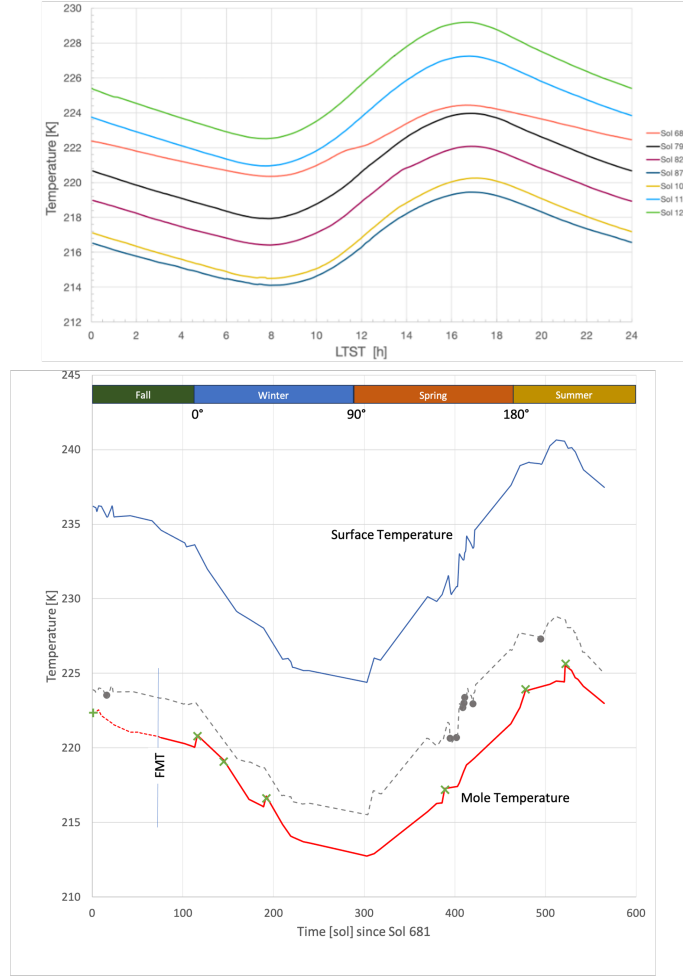 230
228
226
224
222
220
218
216
214
212
Temperature [K]
0 2 4 6 8 10 12 14 16 18 20 22 24
LTST [h]
Sol 68
Sol 79
Sol 82
Sol 87
Sol 10
Sol 11
Sol 12
245
240
235
230
225
220
215
210
Temperature [K]
Fall Winter Spring Summer
0° 90° 180°
Surface Temperature
FMT
Mole Temperature
0 100 200 300 400 500 600
Time [sol] since Sol 681